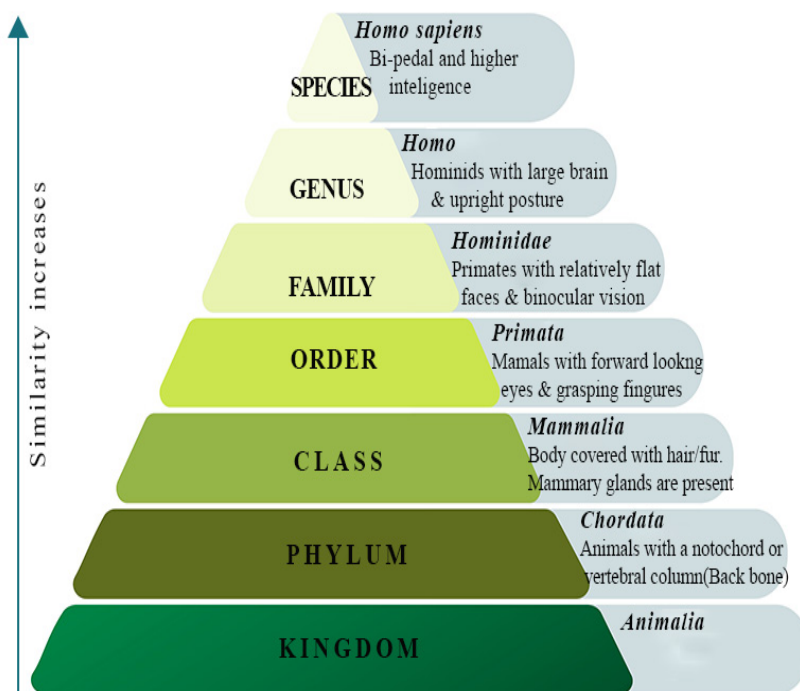 Homo sapiens
Bi-pedal and higher
inteligence
SPECIES
Homo
Hominids with large brain
& upright posture
GENUS
Hominidae
Primates with relatively flat
faces & binocular vision
FAMILY
Primata
Mamals with forward lookng
eyes & grasping fingures
ORDER
Mammalia
Body covered with hair/fur.
Mammary glands are present
CLASS
Chordata
Animals with a notochord or
vertebral column(Back bone)
PHYLUM
Animalia
KINGDOM
Similarity increases